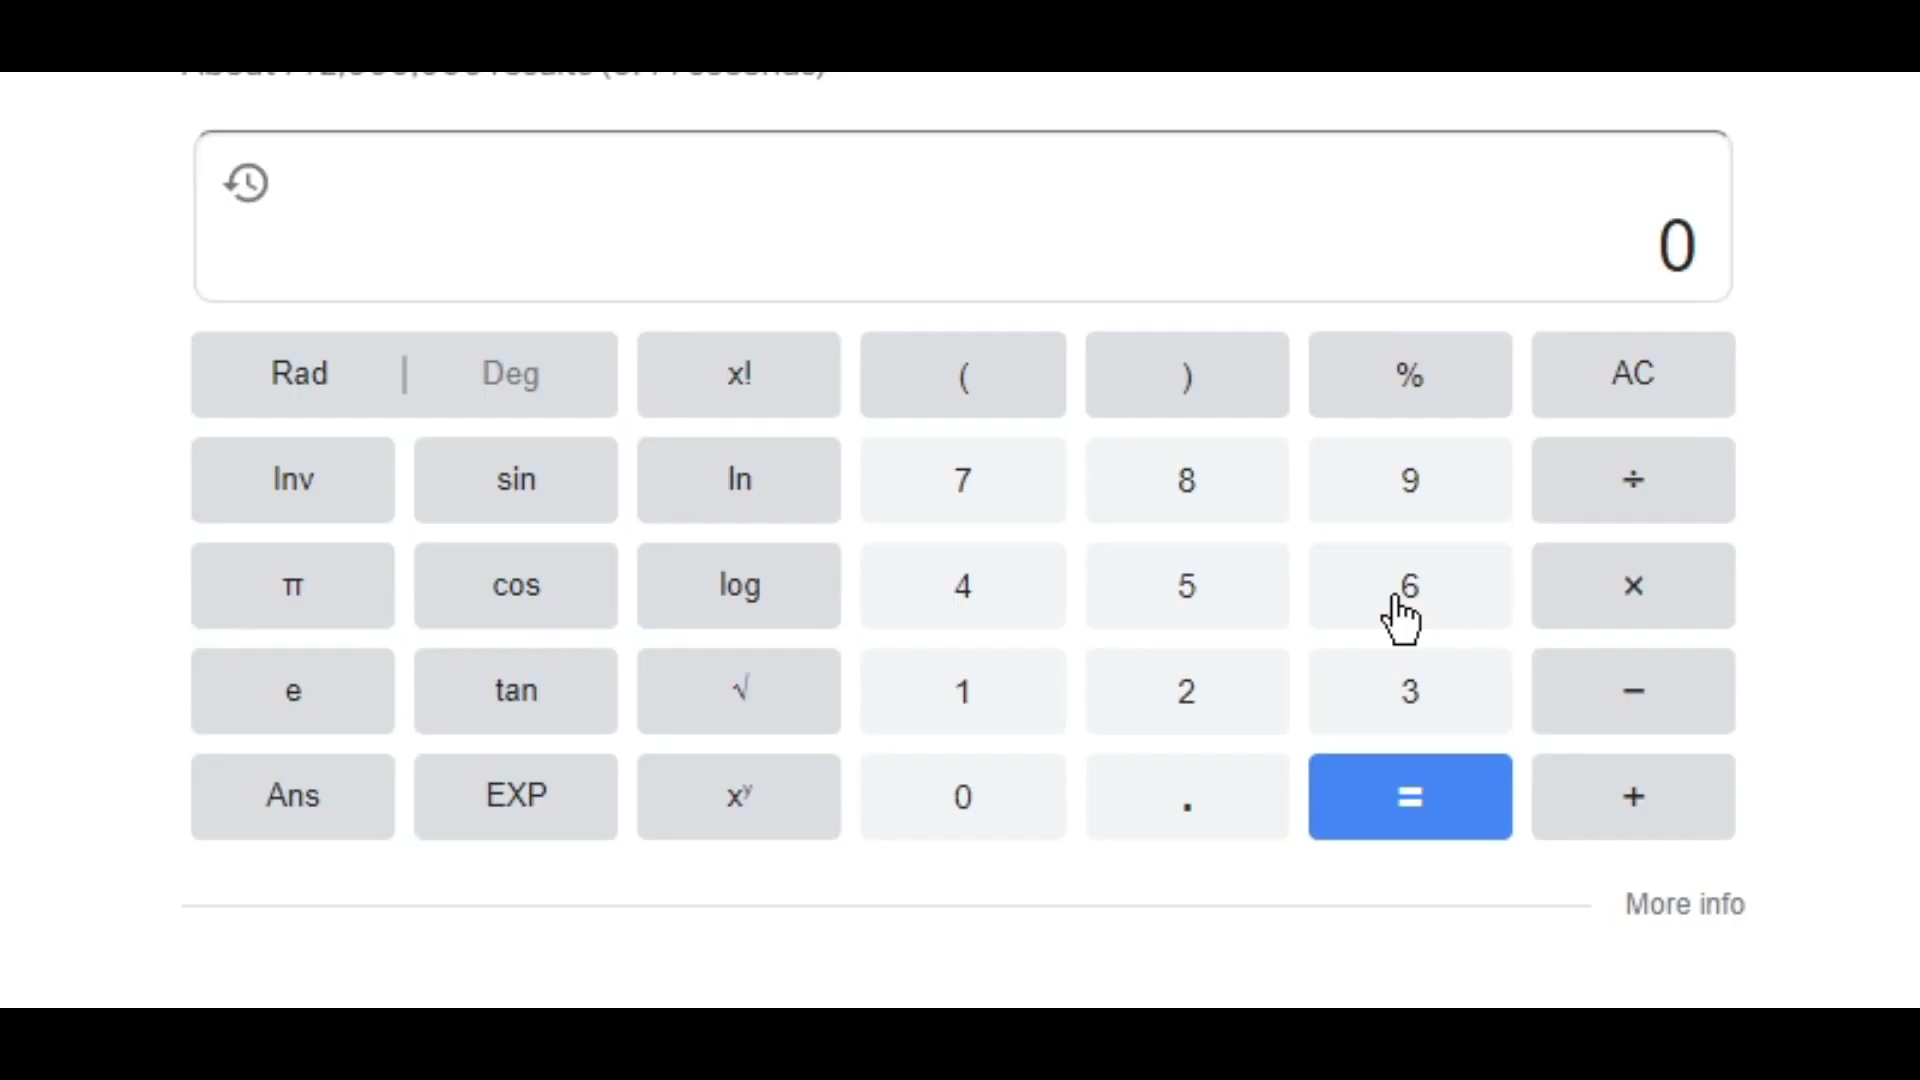 0
Rad | Deg x! ( ) % AC
Inv sin ln 7 8 9 ÷
π cos log 4 5 6 ×
e tan √ 1 2 3 −
Ans EXP xʸ 0 . = +
More info